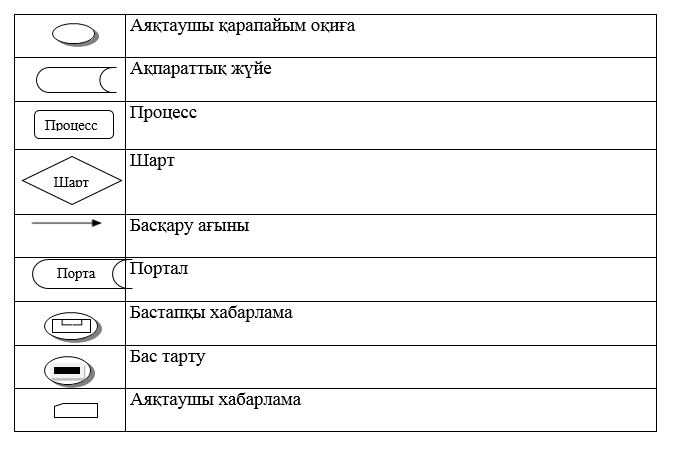 Аяқтаушы қарапайым оқиға
Ақпараттық жүйе
Процесс
Процесс
Шарт
Шарт
Басқару ағыны
Порта
Портал
Бастапқы хабарлама
Бас тарту
Аяқтаушы хабарлама